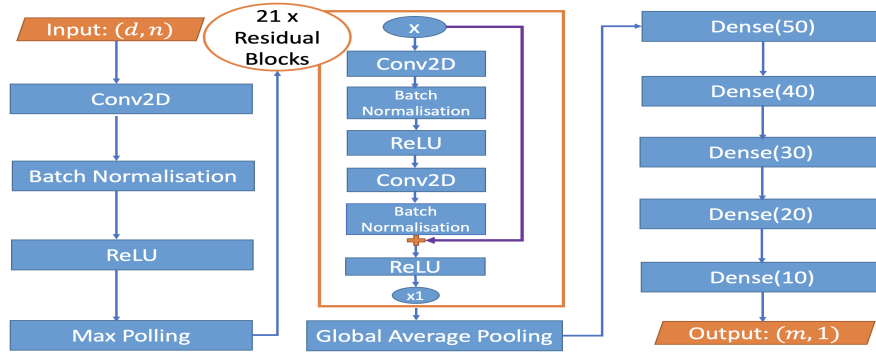 Input: (d, n)
Conv2D
Batch Normalisation
ReLU
Max Polling
21 x
Residual
Blocks
x
Conv2D
Batch
Normalisation
ReLU
Conv2D
Batch
Normalisation
ReLU
x1
Global Average Pooling
Dense(50)
Dense(40)
Dense(30)
Dense(20)
Dense(10)
Output: (m, 1)